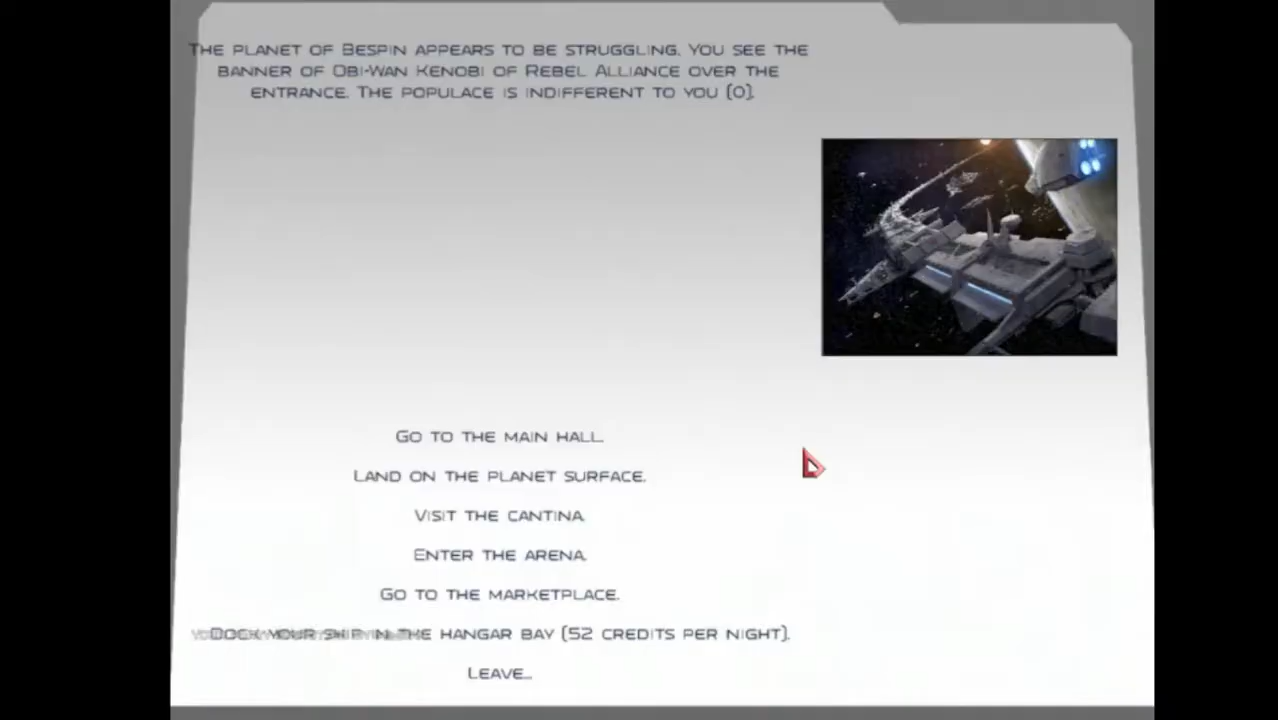 The planet of Bespin appears to be struggling. You see the
banner of Obi-Wan Kenobi of Rebel Alliance over the
entrance. The populace is indifferent to you (0).
Go to the main hall.
Land on the planet surface.
Visit the cantina.
Enter the arena.
Go to the marketplace.
Dock your ship in the hangar bay (52 credits per night).
Leave...